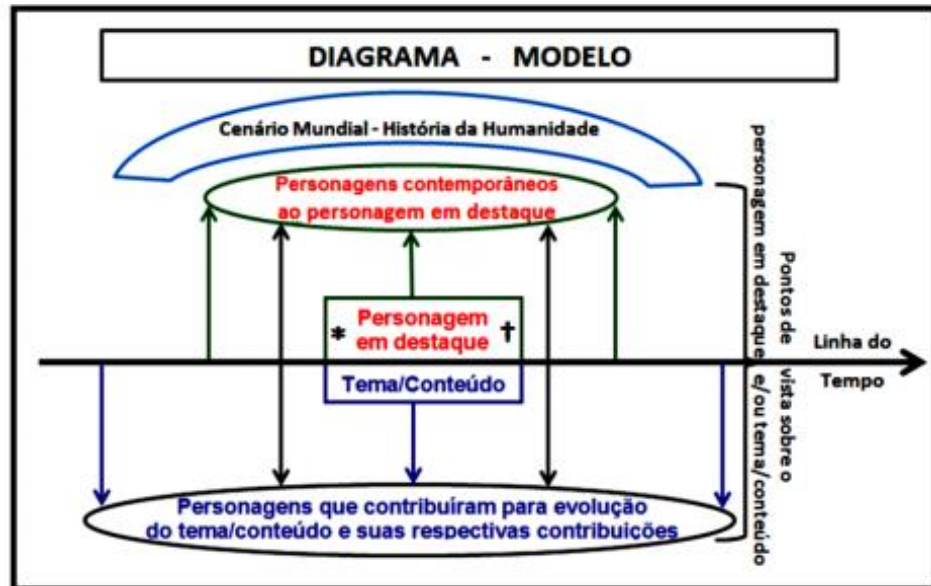 DIAGRAMA - MODELO
Cenário Mundial - História da Humanidade
Personagens contemporâneos
ao personagem em destaque
* Personagem †
em destaque
Tema/Conteúdo
Linha do
Tempo
Pontos de vista sobre o
personagem em destaque e/ou tema/conteúdo
Personagens que contribuíram para evolução
do tema/conteúdo e suas respectivas contribuições